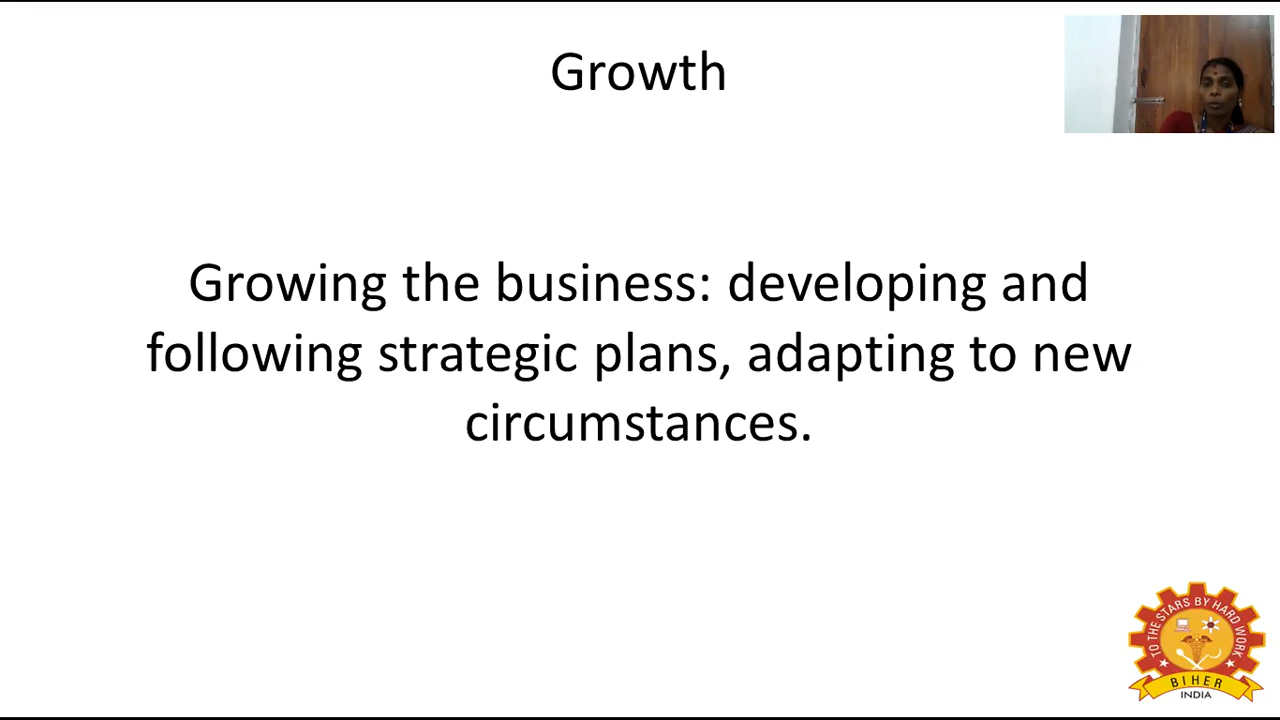 Growth
Growing the business: developing and
following strategic plans, adapting to new
circumstances.
TO THE STARS BY HARD WORK
BIHER
INDIA